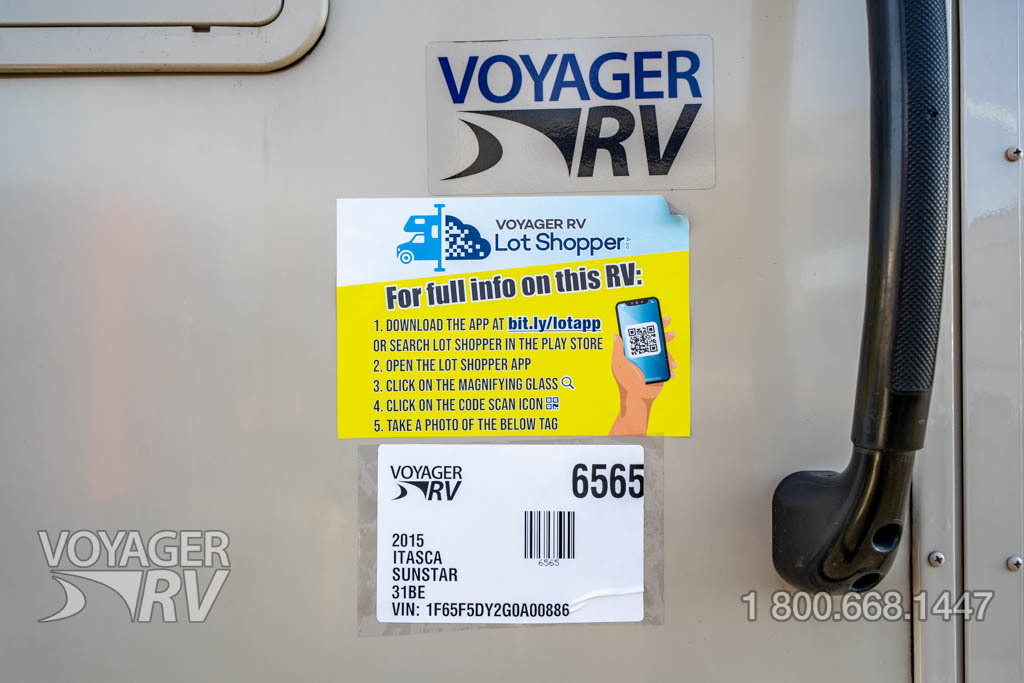 VOYAGER
RV
VOYAGER RV
Lot Shopper
For full info on this RV:
1. DOWNLOAD THE APP AT bit.ly/lotapp
OR SEARCH LOT SHOPPER IN THE PLAY STORE
2. OPEN THE LOT SHOPPER APP
3. CLICK ON THE MAGNIFYING GLASS
4. CLICK ON THE CODE SCAN ICON
5. TAKE A PHOTO OF THE BELOW TAG
VOYAGER
RV
6565
6565
2015
ITASCA
SUNSTAR
31BE
VIN: 1F65F5DY2G0A00886
VOYAGER
RV
1 800.668.1447